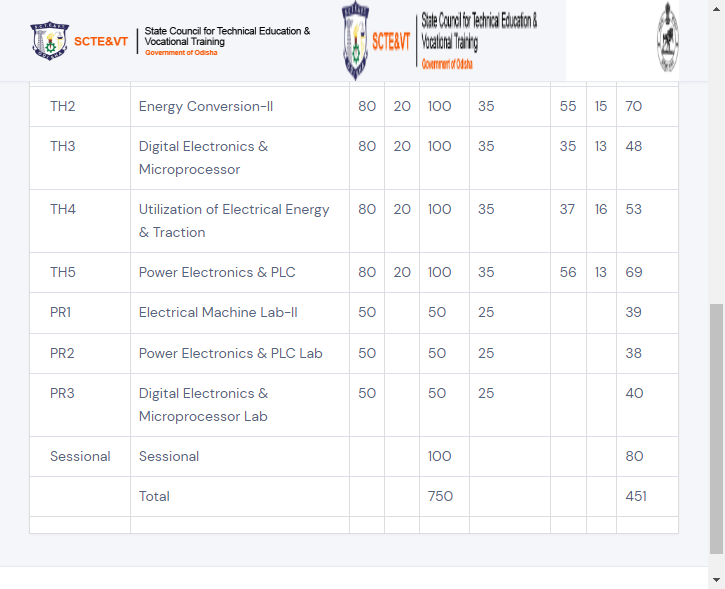 SCTE&VT
State Council for Technical Education &
Vocational Training
Government of Odisha
SCTE&VT
State Council for Technical Education &
Vocational Training
Government of Odisha
TH2 Energy Conversion-II 80 20 100 35 55 15 70
TH3 Digital Electronics & 80 20 100 35 35 13 48
Microprocessor
TH4 Utilization of Electrical Energy 80 20 100 35 37 16 53
& Traction
TH5 Power Electronics & PLC 80 20 100 35 56 13 69
PR1 Electrical Machine Lab-II 50 50 25 39
PR2 Power Electronics & PLC Lab 50 50 25 38
PR3 Digital Electronics & 50 50 25 40
Microprocessor Lab
Sessional Sessional 100 80
Total 750 451